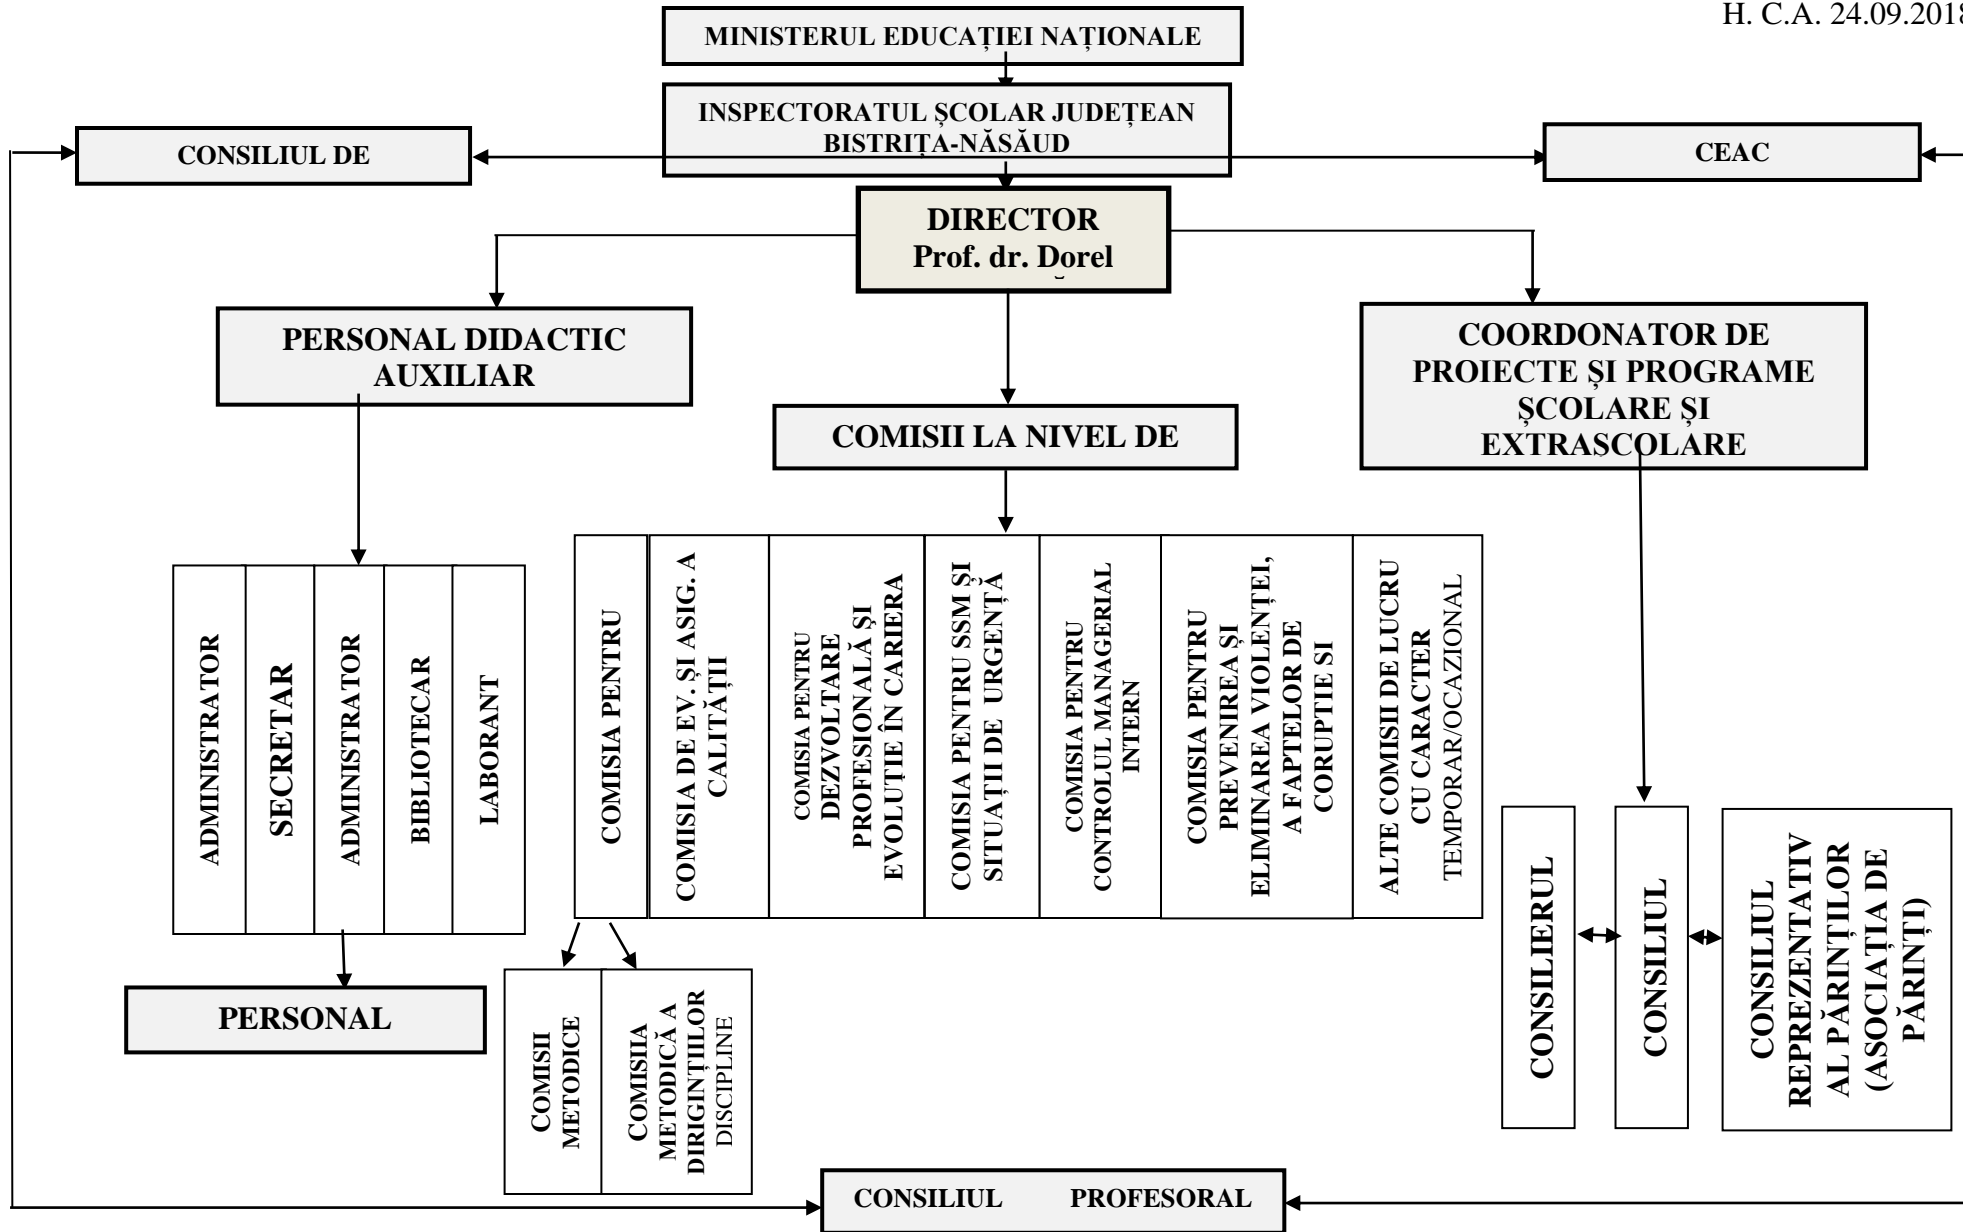 H. C.A. 24.09.2018
MINISTERUL EDUCAȚIEI NAȚIONALE
INSPECTORATUL ȘCOLAR JUDEȚEAN
BISTRIȚA-NĂSĂUD
CONSILIUL DE
CEAC
DIRECTOR
Prof. dr. Dorel
PERSONAL DIDACTIC
AUXILIAR
COMISII LA NIVEL DE
COORDONATOR DE
PROIECTE ȘI PROGRAME
ȘCOLARE ȘI
EXTRASCOLARE
ADMINISTRATOR
SECRETAR
ADMINISTRATOR
BIBLIOTECAR
LABORANT
PERSONAL
COMISIA PENTRU
COMISIA DE EV. ȘI ASIG. A
CALITĂȚII
COMISIA PENTRU
DEZVOLTARE
PROFESIONALĂ ȘI
EVOLUȚIE ÎN CARIERA
COMISIA PENTRU SSM ȘI
SITUAȚII DE URGENȚĂ
COMISIA PENTRU
CONTROLUL MANAGERIAL
INTERN
COMISIA PENTRU
PREVENIREA ȘI
ELIMINAREA VIOLENȚEI,
A FAPTELOR DE
CORUPTIE SI
ALTE COMISII DE LUCRU
CU CARACTER
TEMPORAR/OCAZIONAL
COMISII
METODICE
COMISIIA
METODICĂ A
DIRIGINȚIILOR
DISCIPLINE
CONSILIERUL
CONSILIUL
CONSILIUL
REPREZENTATIV
AL PĂRINȚILOR
(ASOCIAȚIA DE
PĂRINȚI)
CONSILIUL PROFESORAL